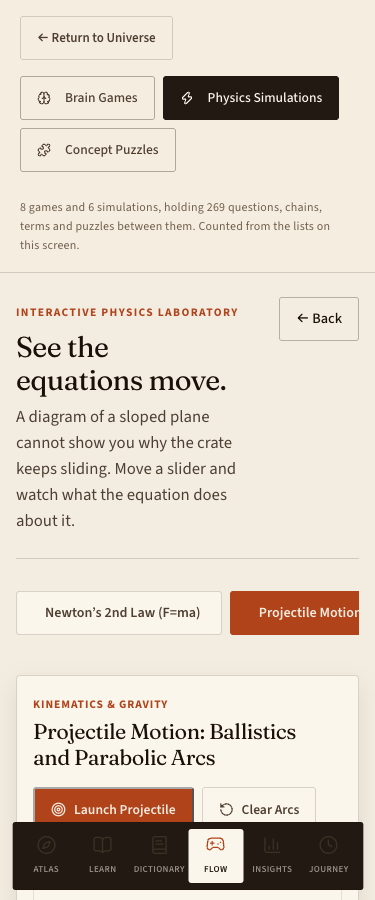 ← Return to Universe
Brain Games
Physics Simulations
Concept Puzzles
8 games and 6 simulations, holding 269 questions, chains,
terms and puzzles between them. Counted from the lists on
this screen.
INTERACTIVE PHYSICS LABORATORY
← Back
See the
equations move.
A diagram of a sloped plane
cannot show you why the crate
keeps sliding. Move a slider and
watch what the equation does
about it.
Newton’s 2nd Law (F=ma)
Projectile Motion
KINEMATICS & GRAVITY
Projectile Motion: Ballistics
and Parabolic Arcs
Launch Projectile
Clear Arcs
ATLAS
LEARN
DICTIONARY
FLOW
INSIGHTS
JOURNEY